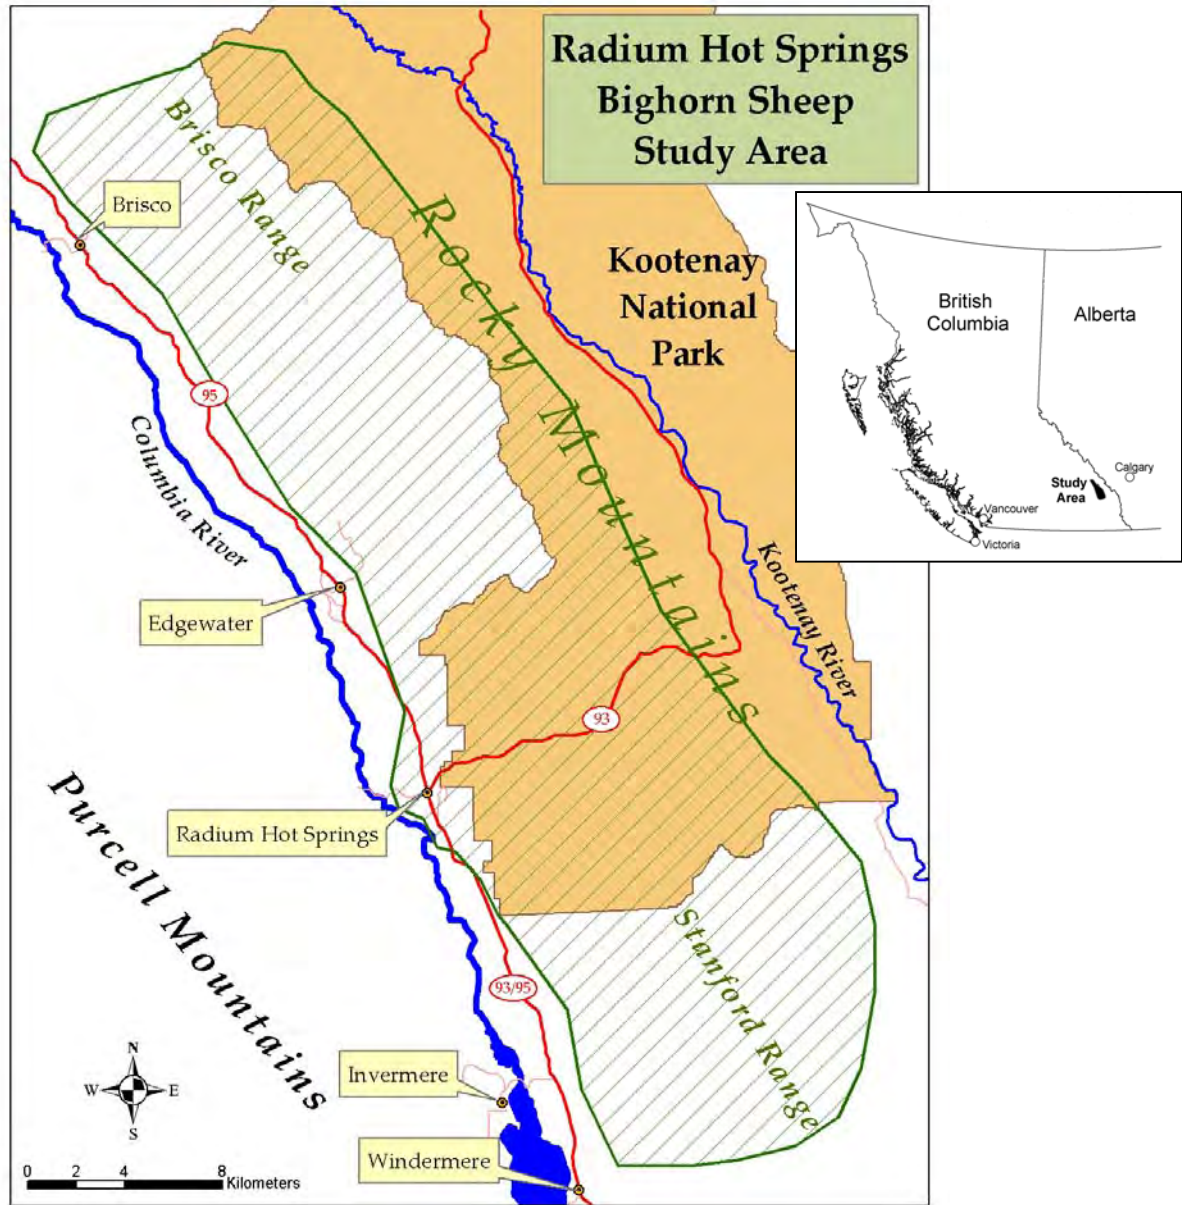 Radium Hot Springs
Bighorn Sheep
Study Area
Brisco Range
Brisco
Rocky Mountains
Kootenay
National
Park
British
Columbia
Alberta
Calgary
Study
Area
Vancouver
Victoria
95
Columbia River
Edgewater
Kootenay River
93
Radium Hot Springs
Purcell Mountains
Stanford Range
93/95
N
W E
S
Invermere
Windermere
0 2 4 8
Kilometers